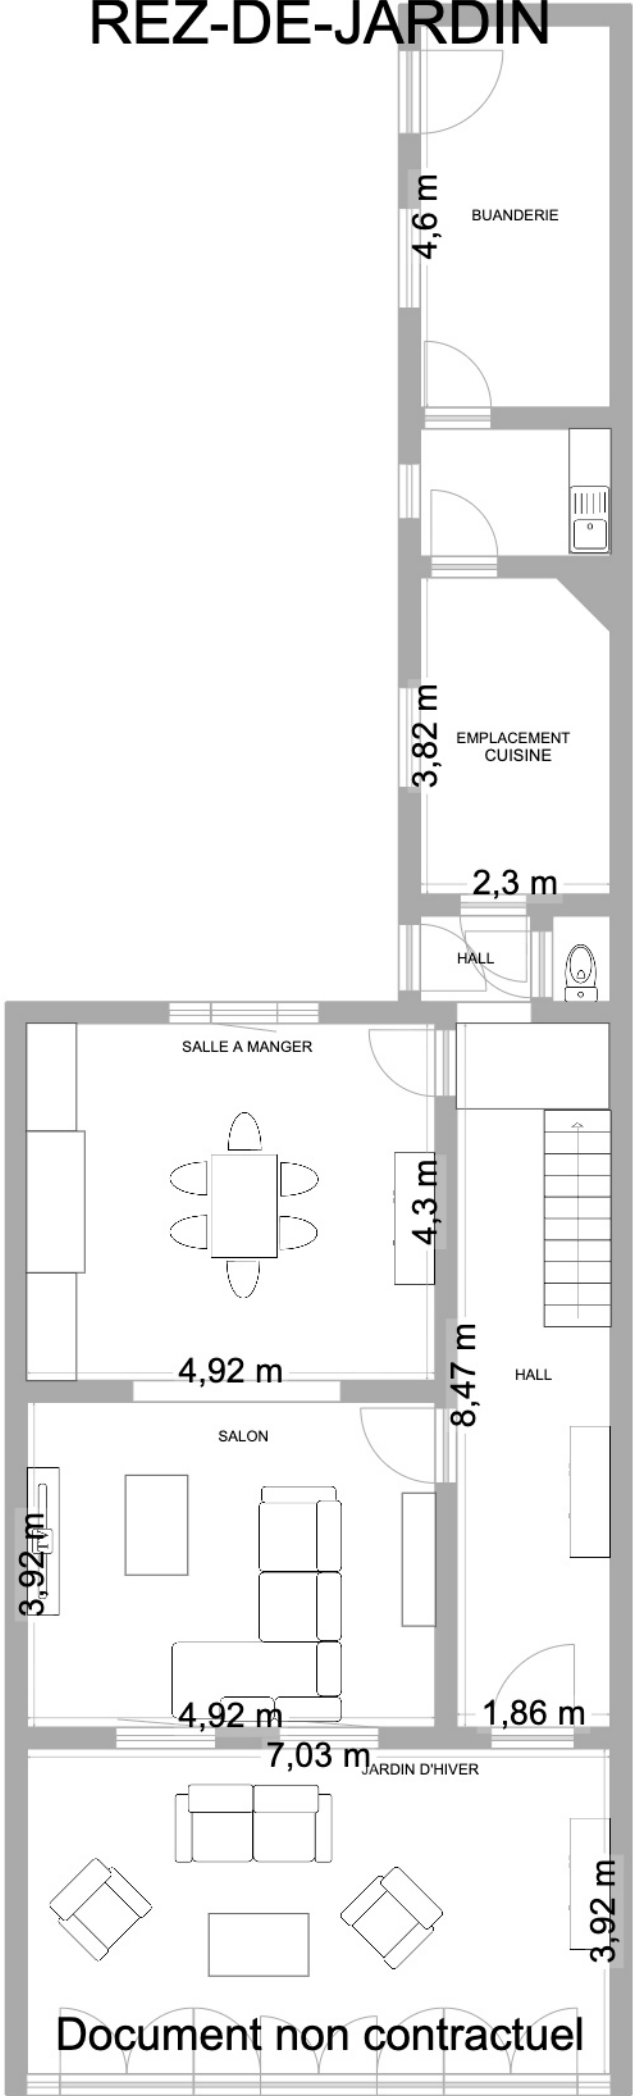 REZ-DE-JARDIN
4,6 m
BUANDERIE
3,82 m
EMPLACEMENT
CUISINE
2,3 m
HALL
SALLE A MANGER
4,3 m
4,92 m
8,47 m
HALL
SALON
3,92 m
TV
4,92 m
1,86 m
7,03 m
JARDIN D'HIVER
3,92 m
Document non contractuel